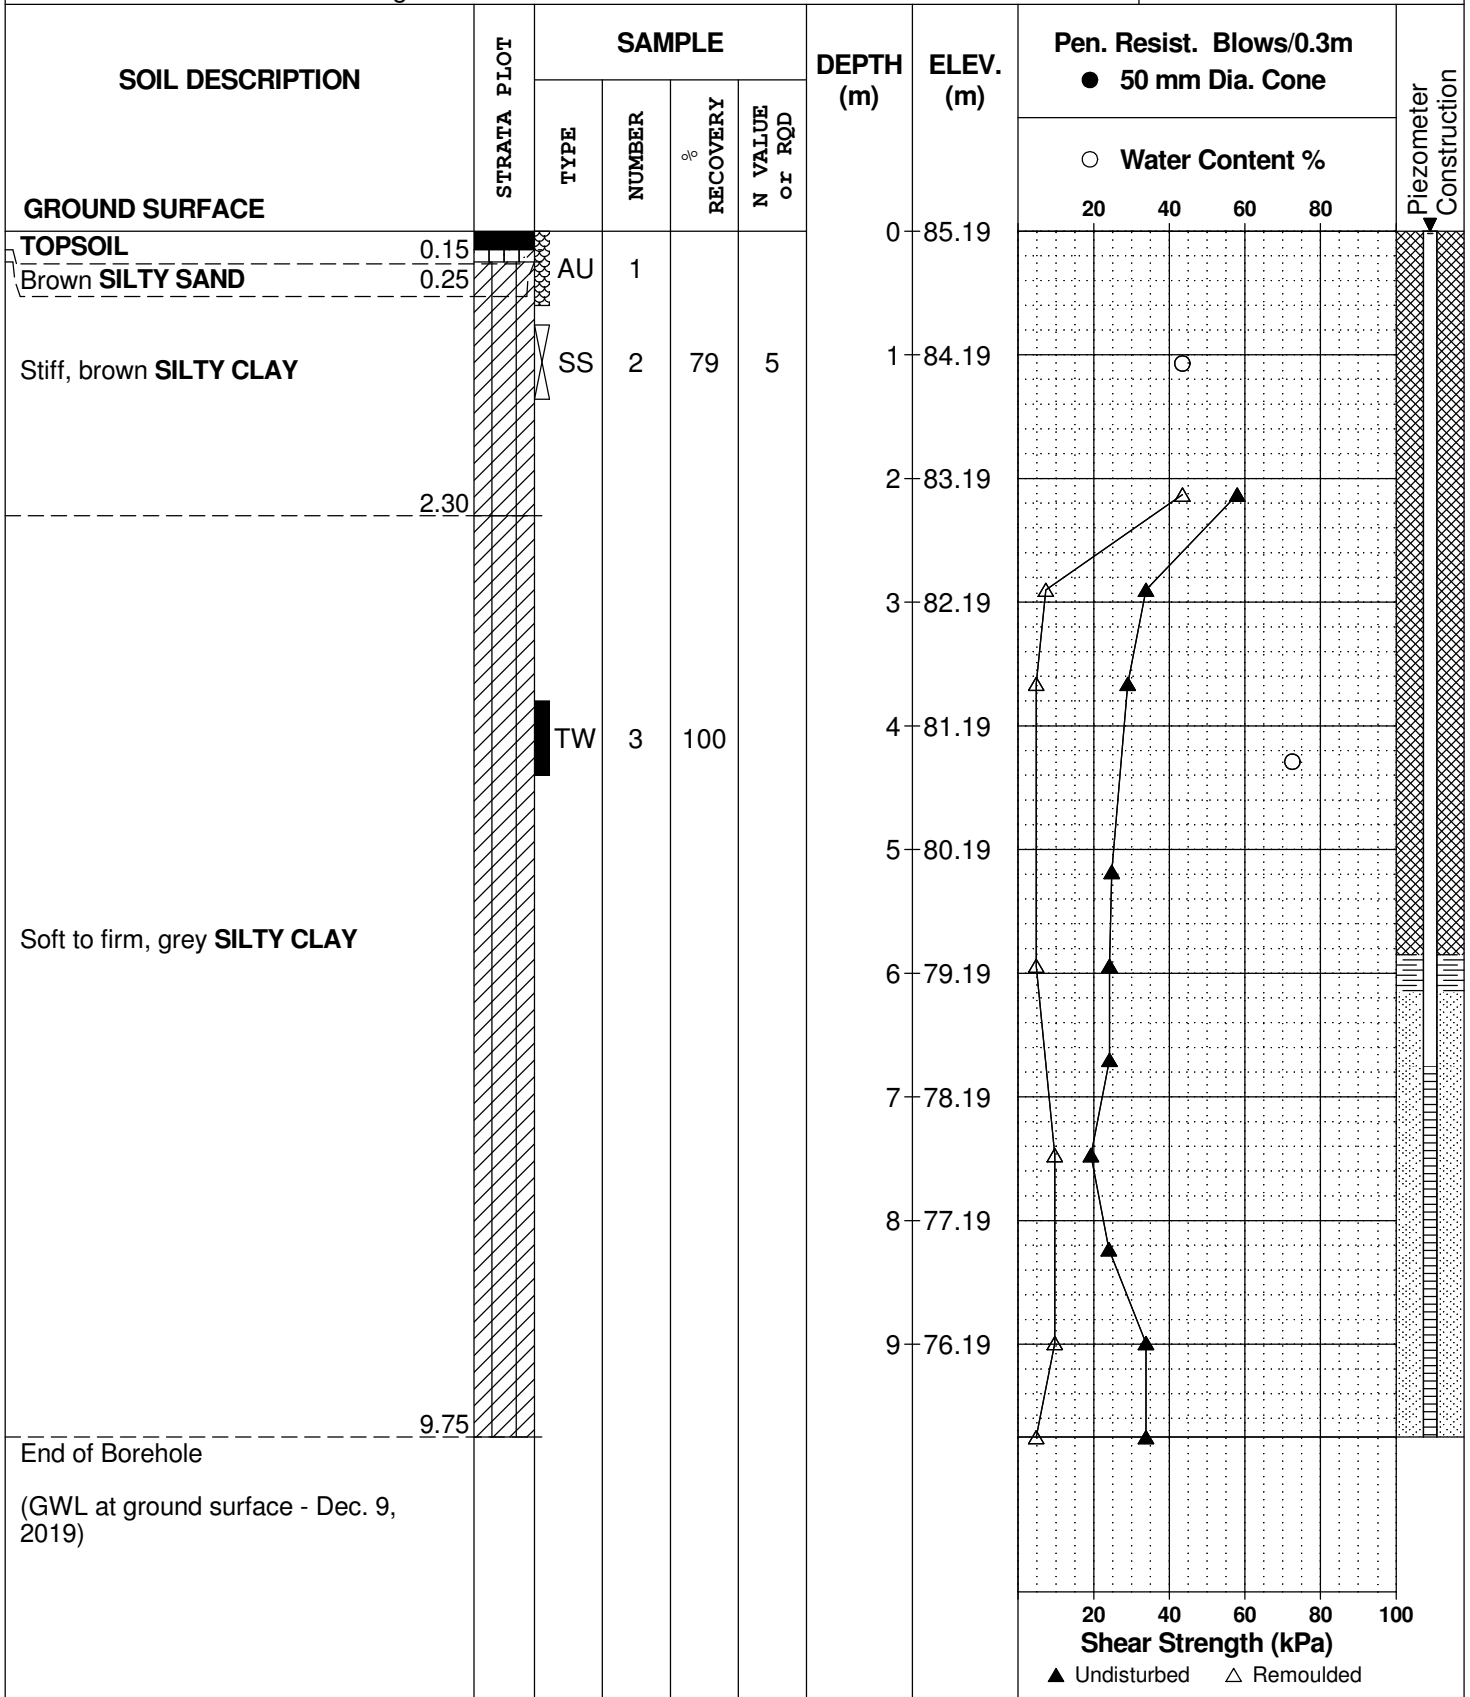 SOIL DESCRIPTION
GROUND SURFACE
STRATA PLOT
SAMPLE
TYPE
NUMBER
%
RECOVERY
N VALUE
or RQD
DEPTH
(m)
ELEV.
(m)
Pen. Resist. Blows/0.3m
● 50 mm Dia. Cone
○ Water Content %
20 40 60 80
Piezometer
Construction
TOPSOIL 0.15
Brown SILTY SAND 0.25
AU 1
0 85.19
Stiff, brown SILTY CLAY
SS 2 79 5
1 84.19
2 83.19
2.30
3 82.19
TW 3 100
4 81.19
5 80.19
Soft to firm, grey SILTY CLAY
6 79.19
7 78.19
8 77.19
9 76.19
9.75
End of Borehole
(GWL at ground surface - Dec. 9,
2019)
20 40 60 80 100
Shear Strength (kPa)
▲ Undisturbed △ Remoulded